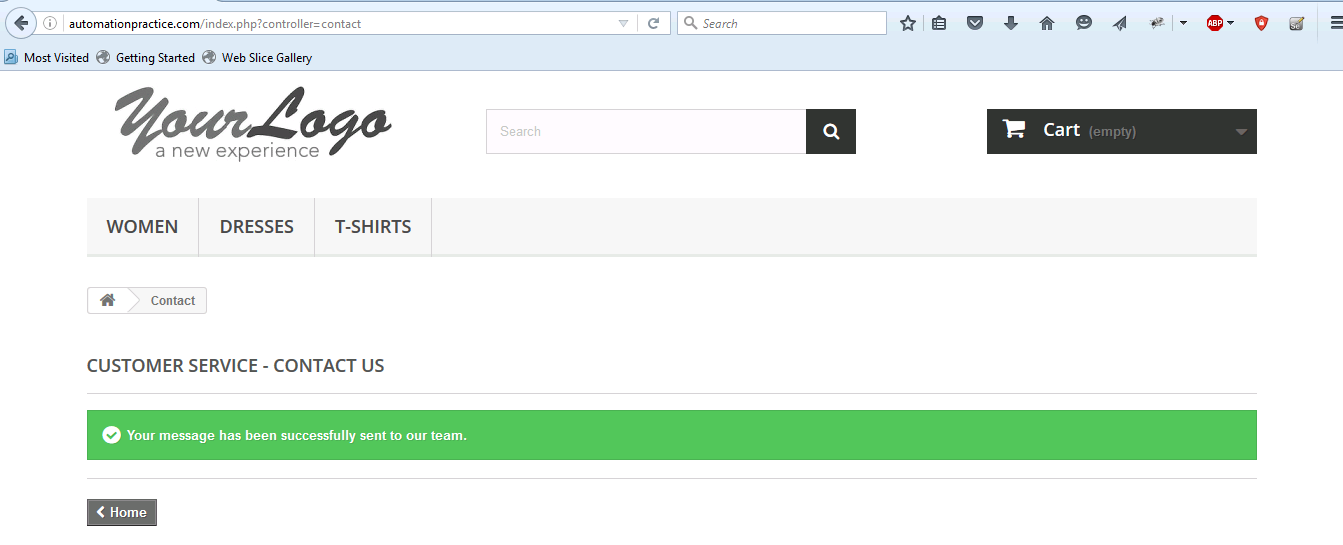 automationpractice.com/index.php?controller=contact
Search
ABP
Se
Most Visited Getting Started Web Slice Gallery
YourLogo
a new experience
Search
Cart (empty)
WOMEN DRESSES T-SHIRTS
Contact
CUSTOMER SERVICE - CONTACT US
Your message has been successfully sent to our team.
Home